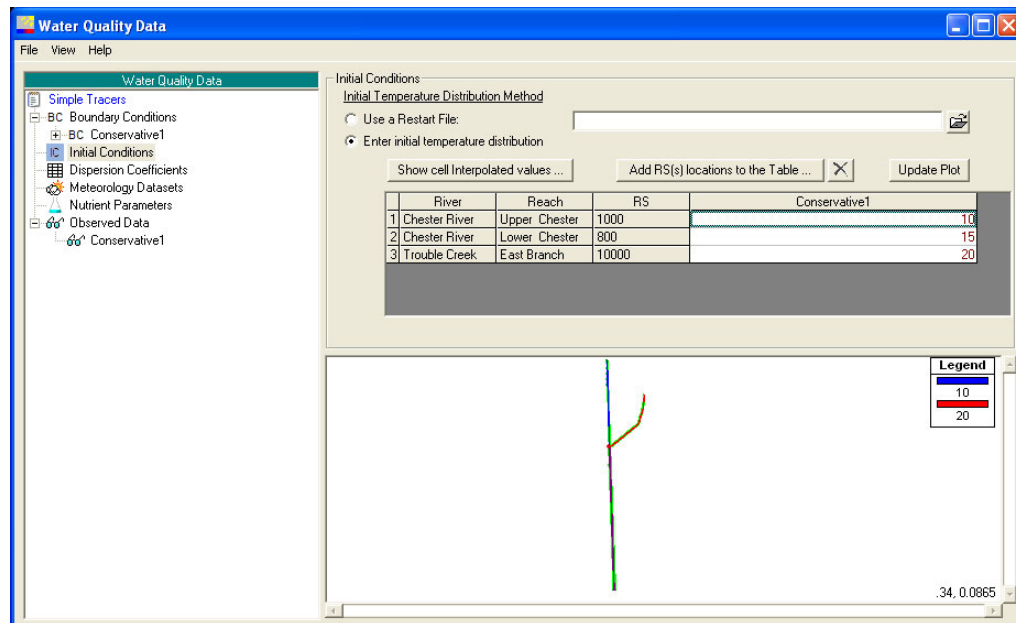 Water Quality Data
File View Help
Water Quality Data
Simple Tracers
BC Boundary Conditions
BC Conservative1
IC Initial Conditions
Dispersion Coefficients
Meteorology Datasets
Nutrient Parameters
Observed Data
Conservative1
Initial Conditions
Initial Temperature Distribution Method
Use a Restart File:
Enter initial temperature distribution
Show cell Interpolated values ... Add RS(s) locations to the Table ... Update Plot
River Reach RS Conservative1
1 Chester River Upper Chester 1000 10
2 Chester River Lower Chester 800 15
3 Trouble Creek East Branch 10000 20
Legend
10
20
.34, 0.0865